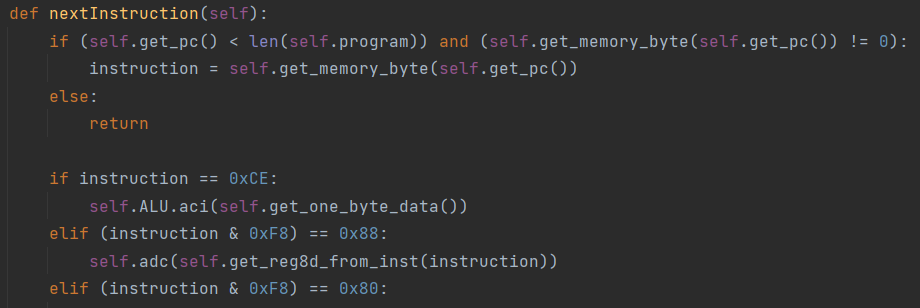 def nextInstruction(self):
    if (self.get_pc() < len(self.program)) and (self.get_memory_byte(self.get_pc()) != 0):
        instruction = self.get_memory_byte(self.get_pc())
    else:
        return
    if instruction == 0xCE:
        self.ALU.aci(self.get_one_byte_data())
    elif (instruction & 0xF8) == 0x88:
        self.adc(self.get_reg8d_from_inst(instruction))
    elif (instruction & 0xF8) == 0x80: